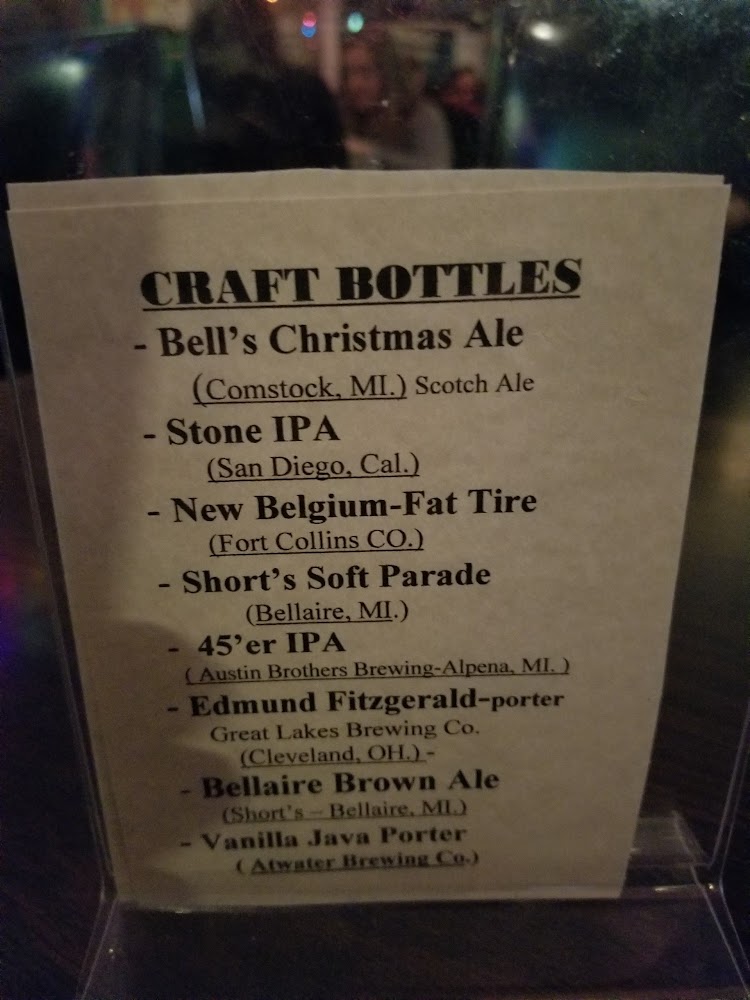 CRAFT BOTTLES
- Bell's Christmas Ale
(Comstock, MI.) Scotch Ale
- Stone IPA
(San Diego, Cal.)
- New Belgium-Fat Tire
(Fort Collins CO.)
- Short's Soft Parade
(Bellaire, MI.)
- 45'er IPA
( Austin Brothers Brewing-Alpena, MI. )
- Edmund Fitzgerald-porter
Great Lakes Brewing Co.
(Cleveland, OH.) -
- Bellaire Brown Ale
(Short's – Bellaire, MI.)
- Vanilla Java Porter
( Atwater Brewing Co.)